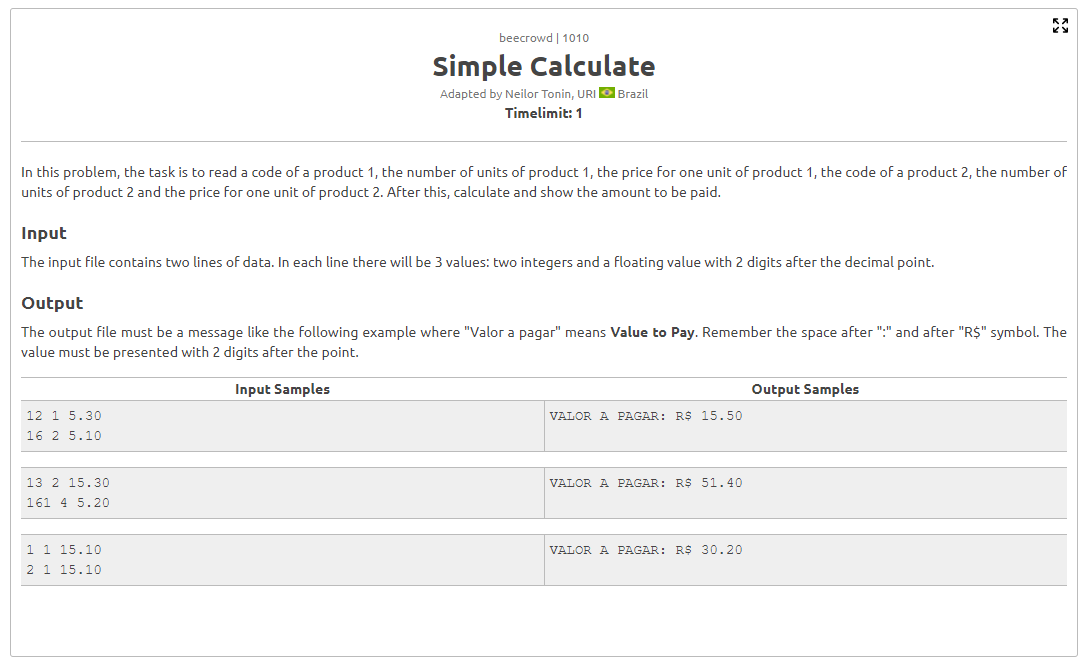 beecrowd | 1010
Simple Calculate
Adapted by Neilor Tonin, URI Brazil
Timelimit: 1
In this problem, the task is to read a code of a product 1, the number of units of product 1, the price for one unit of product 1, the code of a product 2, the number of
units of product 2 and the price for one unit of product 2. After this, calculate and show the amount to be paid.
Input
The input file contains two lines of data. In each line there will be 3 values: two integers and a floating value with 2 digits after the decimal point.
Output
The output file must be a message like the following example where "Valor a pagar" means Value to Pay. Remember the space after ":" and after "R$" symbol. The
value must be presented with 2 digits after the point.
Input Samples Output Samples
12 1 5.30 VALOR A PAGAR: R$ 15.50
16 2 5.10
13 2 15.30 VALOR A PAGAR: R$ 51.40
161 4 5.20
1 1 15.10 VALOR A PAGAR: R$ 30.20
2 1 15.10